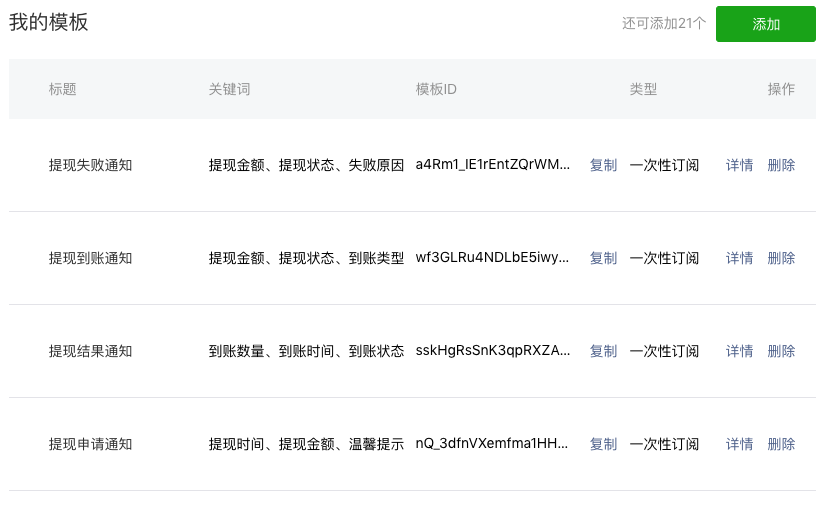 我的模板 还可添加21个 添加
标题 关键词 模板ID 类型 操作
提现失败通知 提现金额、提现状态、失败原因 a4Rm1_IE1rEntZQrWM... 复制 一次性订阅 详情 删除
提现到账通知 提现金额、提现状态、到账类型 wf3GLRu4NDLbE5iwy... 复制 一次性订阅 详情 删除
提现结果通知 到账数量、到账时间、到账状态 sskHgRsSnK3qpRXZA... 复制 一次性订阅 详情 删除
提现申请通知 提现时间、提现金额、温馨提示 nQ_3dfnVXemfma1HH... 复制 一次性订阅 详情 删除